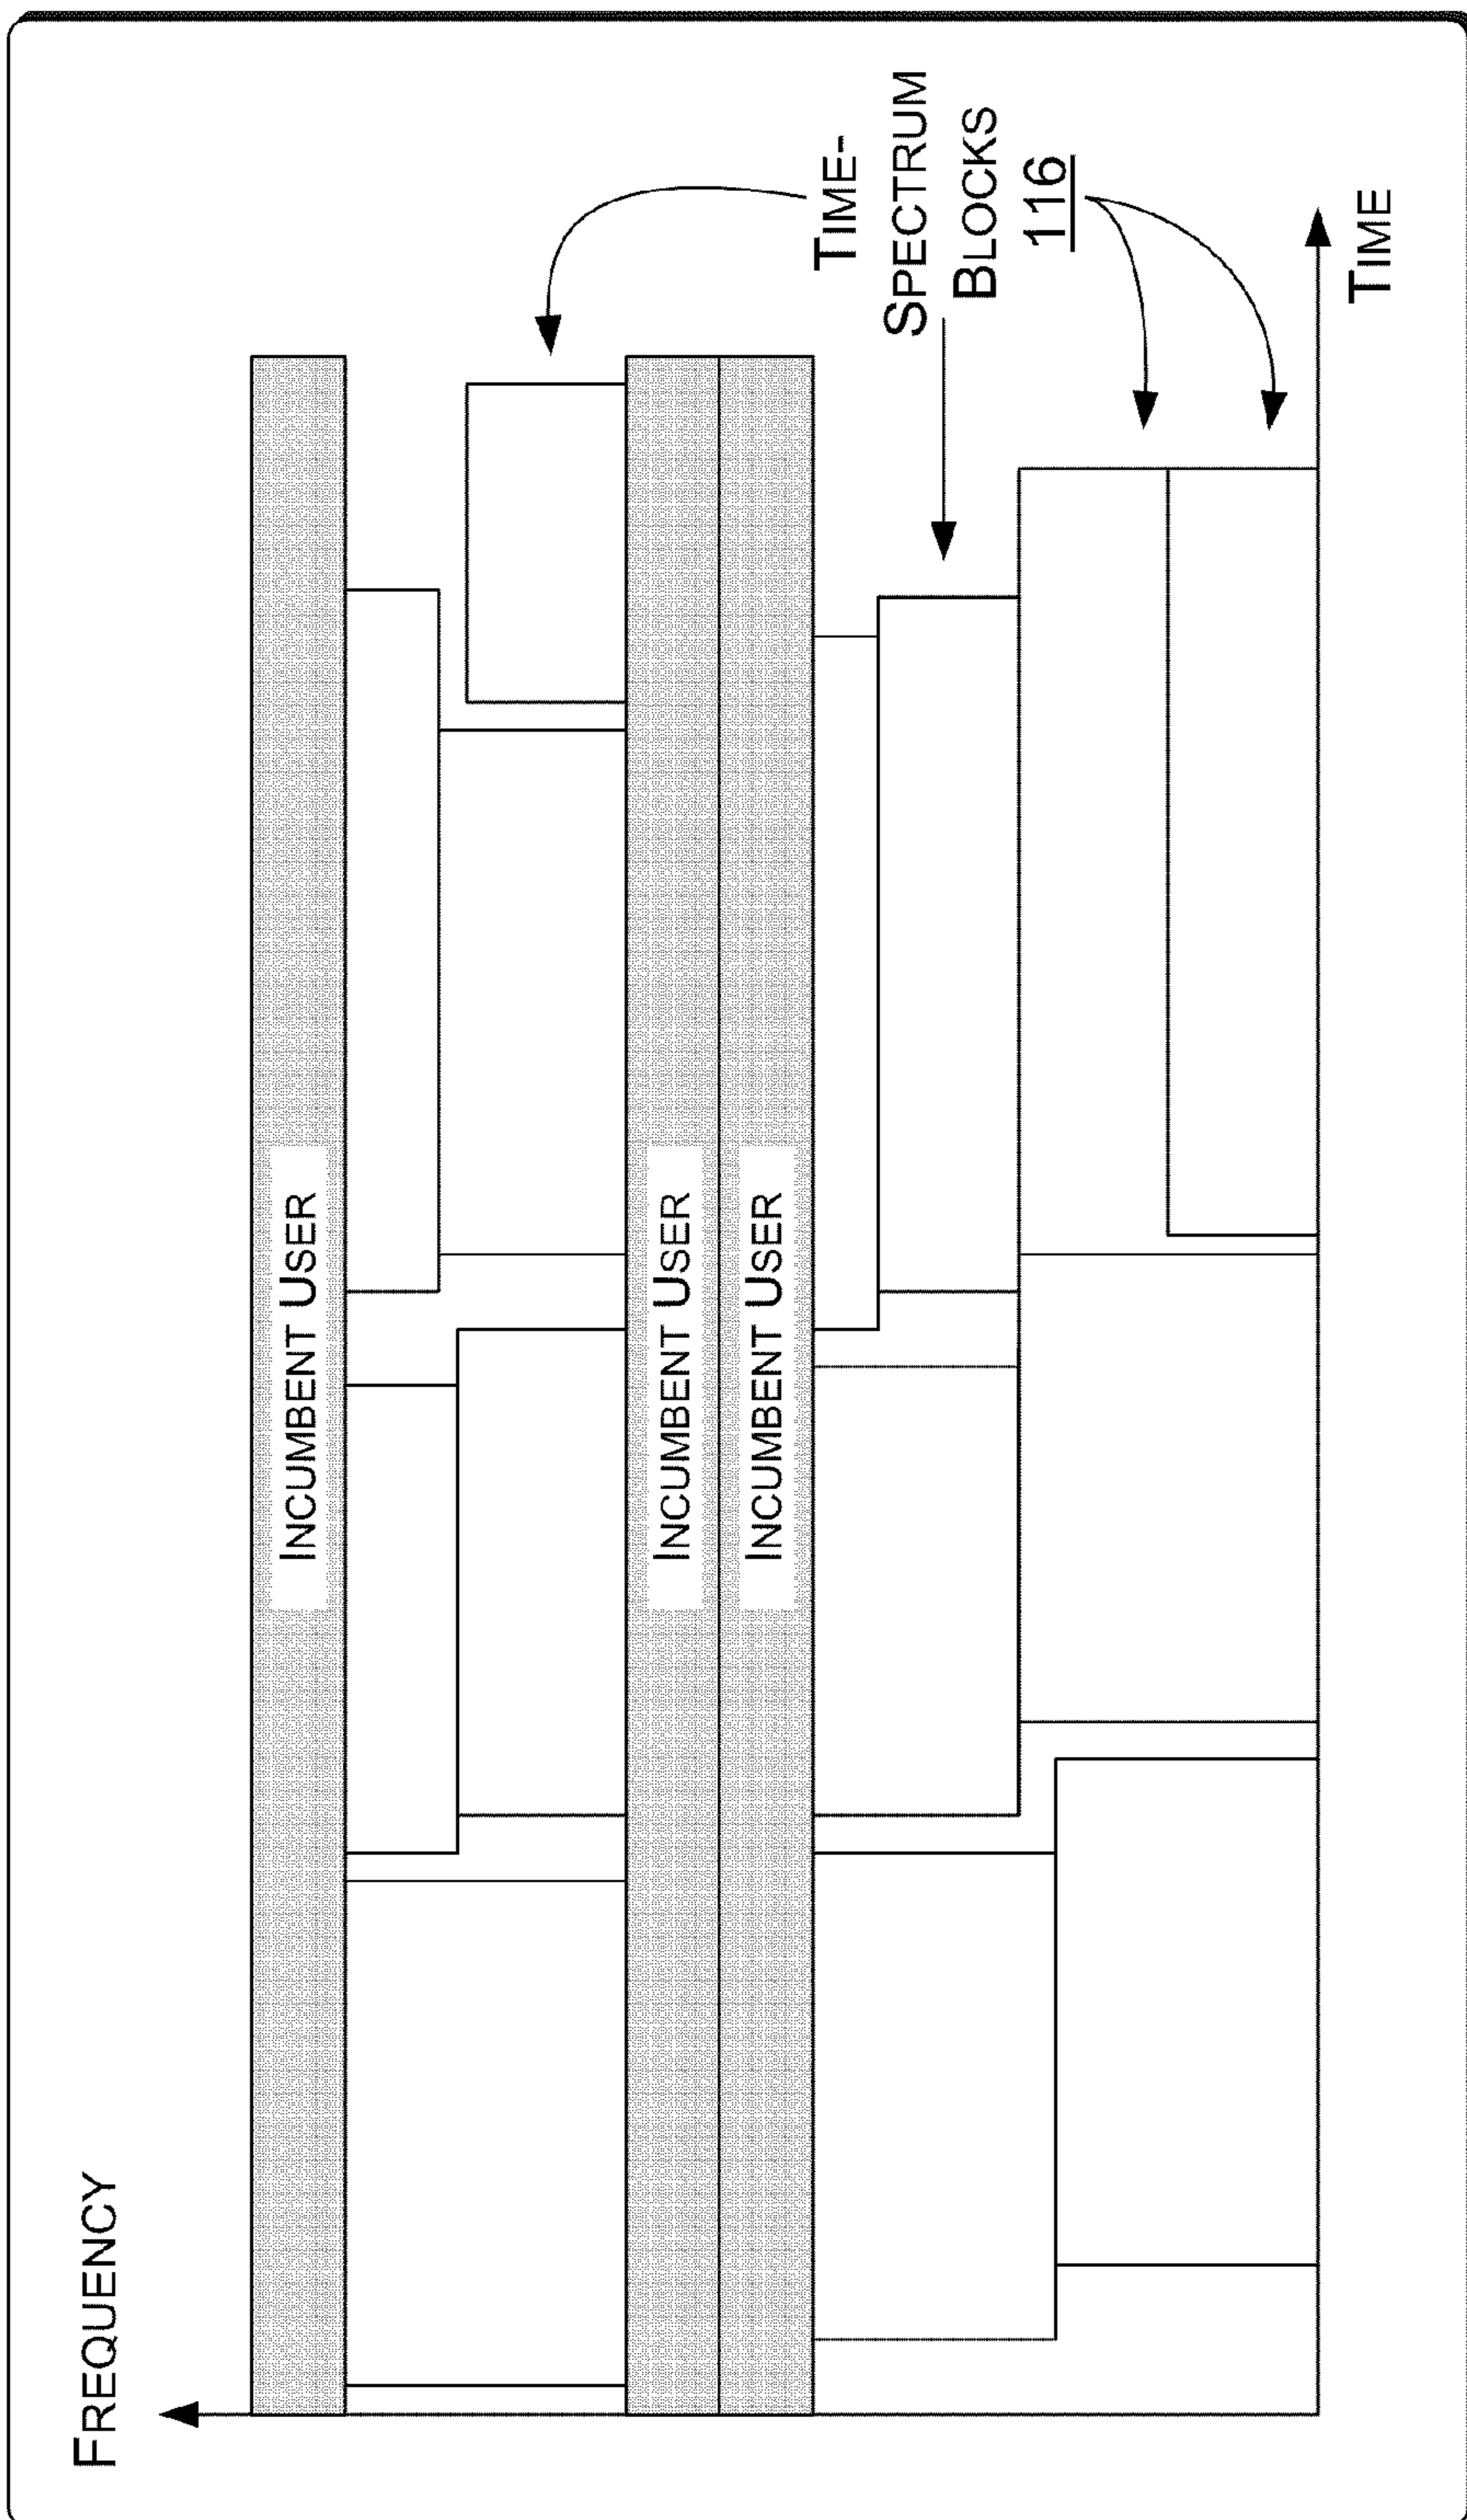 FREQUENCY
INCUMBENT USER
INCUMBENT USER
INCUMBENT USER
TIME-
SPECTRUM
BLOCKS
116
TIME